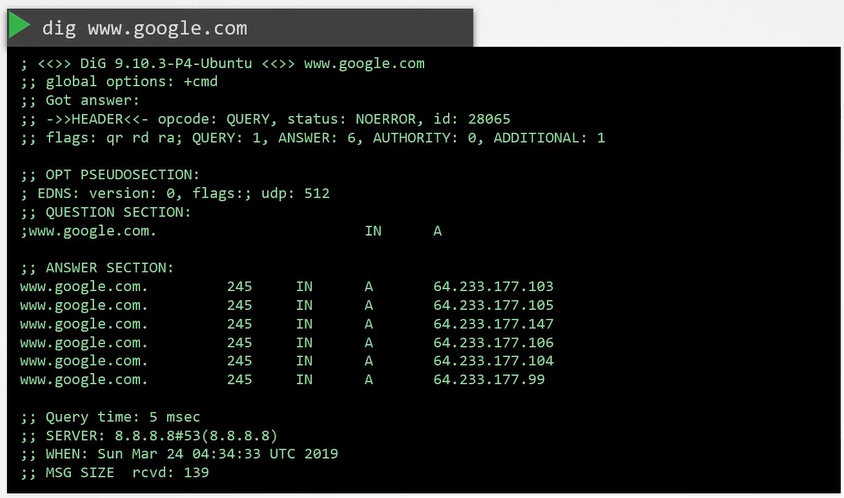 dig www.google.com
; <<>> DiG 9.10.3-P4-Ubuntu <<>> www.google.com
;; global options: +cmd
;; Got answer:
;; ->>HEADER<<- opcode: QUERY, status: NOERROR, id: 28065
;; flags: qr rd ra; QUERY: 1, ANSWER: 6, AUTHORITY: 0, ADDITIONAL: 1
;; OPT PSEUDOSECTION:
; EDNS: version: 0, flags:; udp: 512
;; QUESTION SECTION:
;www.google.com. IN A
;; ANSWER SECTION:
www.google.com. 245 IN A 64.233.177.103
www.google.com. 245 IN A 64.233.177.105
www.google.com. 245 IN A 64.233.177.147
www.google.com. 245 IN A 64.233.177.106
www.google.com. 245 IN A 64.233.177.104
www.google.com. 245 IN A 64.233.177.99
;; Query time: 5 msec
;; SERVER: 8.8.8.8#53(8.8.8.8)
;; WHEN: Sun Mar 24 04:34:33 UTC 2019
;; MSG SIZE rcvd: 139